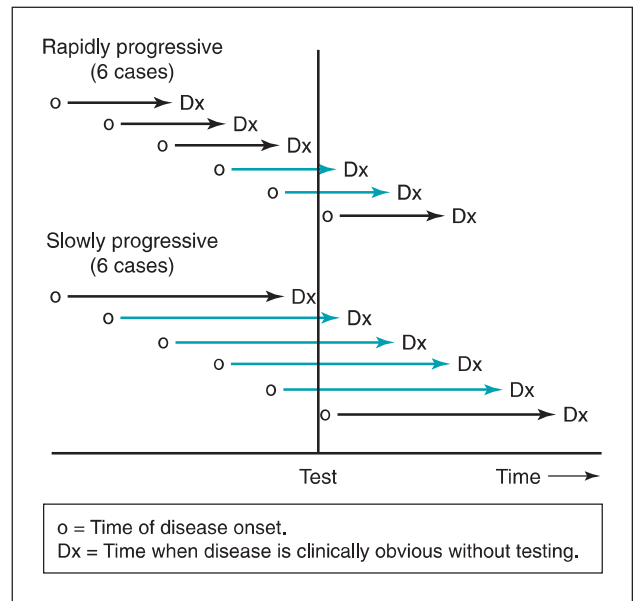 Rapidly progressive
(6 cases)
o Dx
o Dx
o Dx
o Dx
o Dx
o Dx
Slowly progressive
(6 cases)
o Dx
o Dx
o Dx
o Dx
o Dx
o Dx
Test Time
o = Time of disease onset.
Dx = Time when disease is clinically obvious without testing.